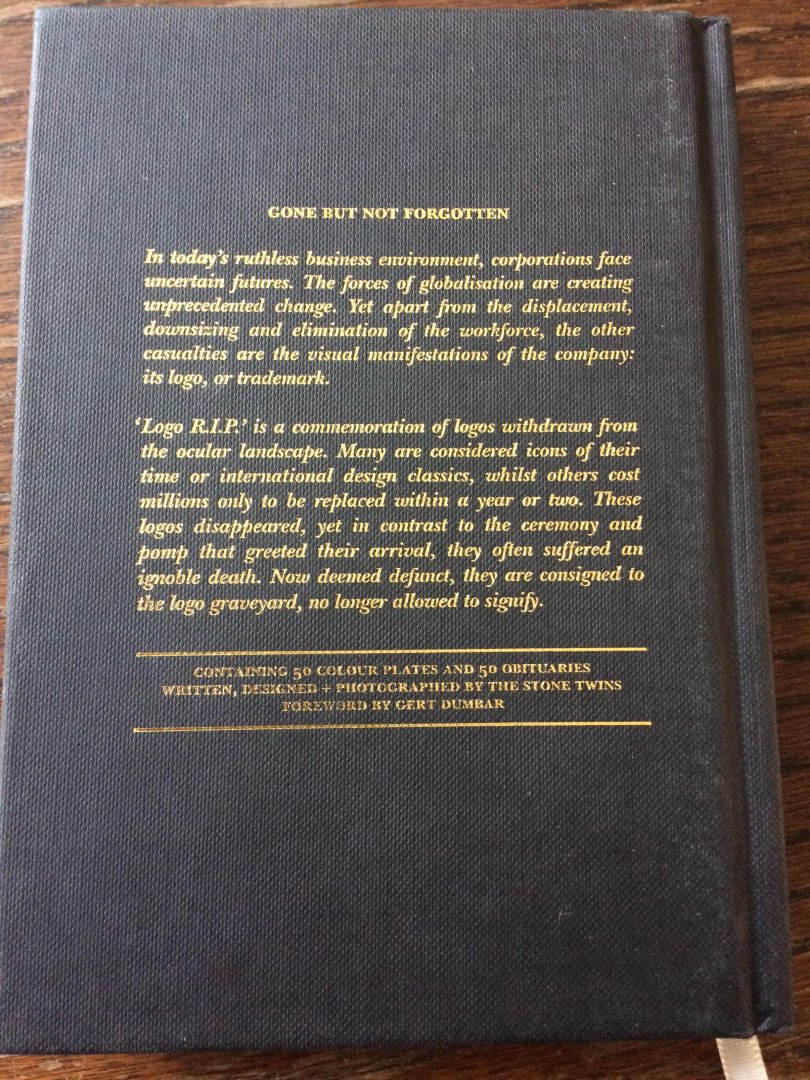 GONE BUT NOT FORGOTTEN
In today's ruthless business environment, corporations face
uncertain futures. The forces of globalisation are creating
unprecedented change. Yet apart from the displacement,
downsizing and elimination of the workforce, the other
casualties are the visual manifestations of the company:
its logo, or trademark.
'Logo R.I.P.' is a commemoration of logos withdrawn from
the ocular landscape. Many are considered icons of their
time or international design classics, whilst others cost
millions only to be replaced within a year or two. These
logos disappeared, yet in contrast to the ceremony and
pomp that greeted their arrival, they often suffered an
ignoble death. Now deemed defunct, they are consigned to
the logo graveyard, no longer allowed to signify.
CONTAINING 50 COLOUR PLATES AND 50 OBITUARIES
WRITTEN, DESIGNED + PHOTOGRAPHED BY THE STONE TWINS
FOREWORD BY GERT DUMBAR